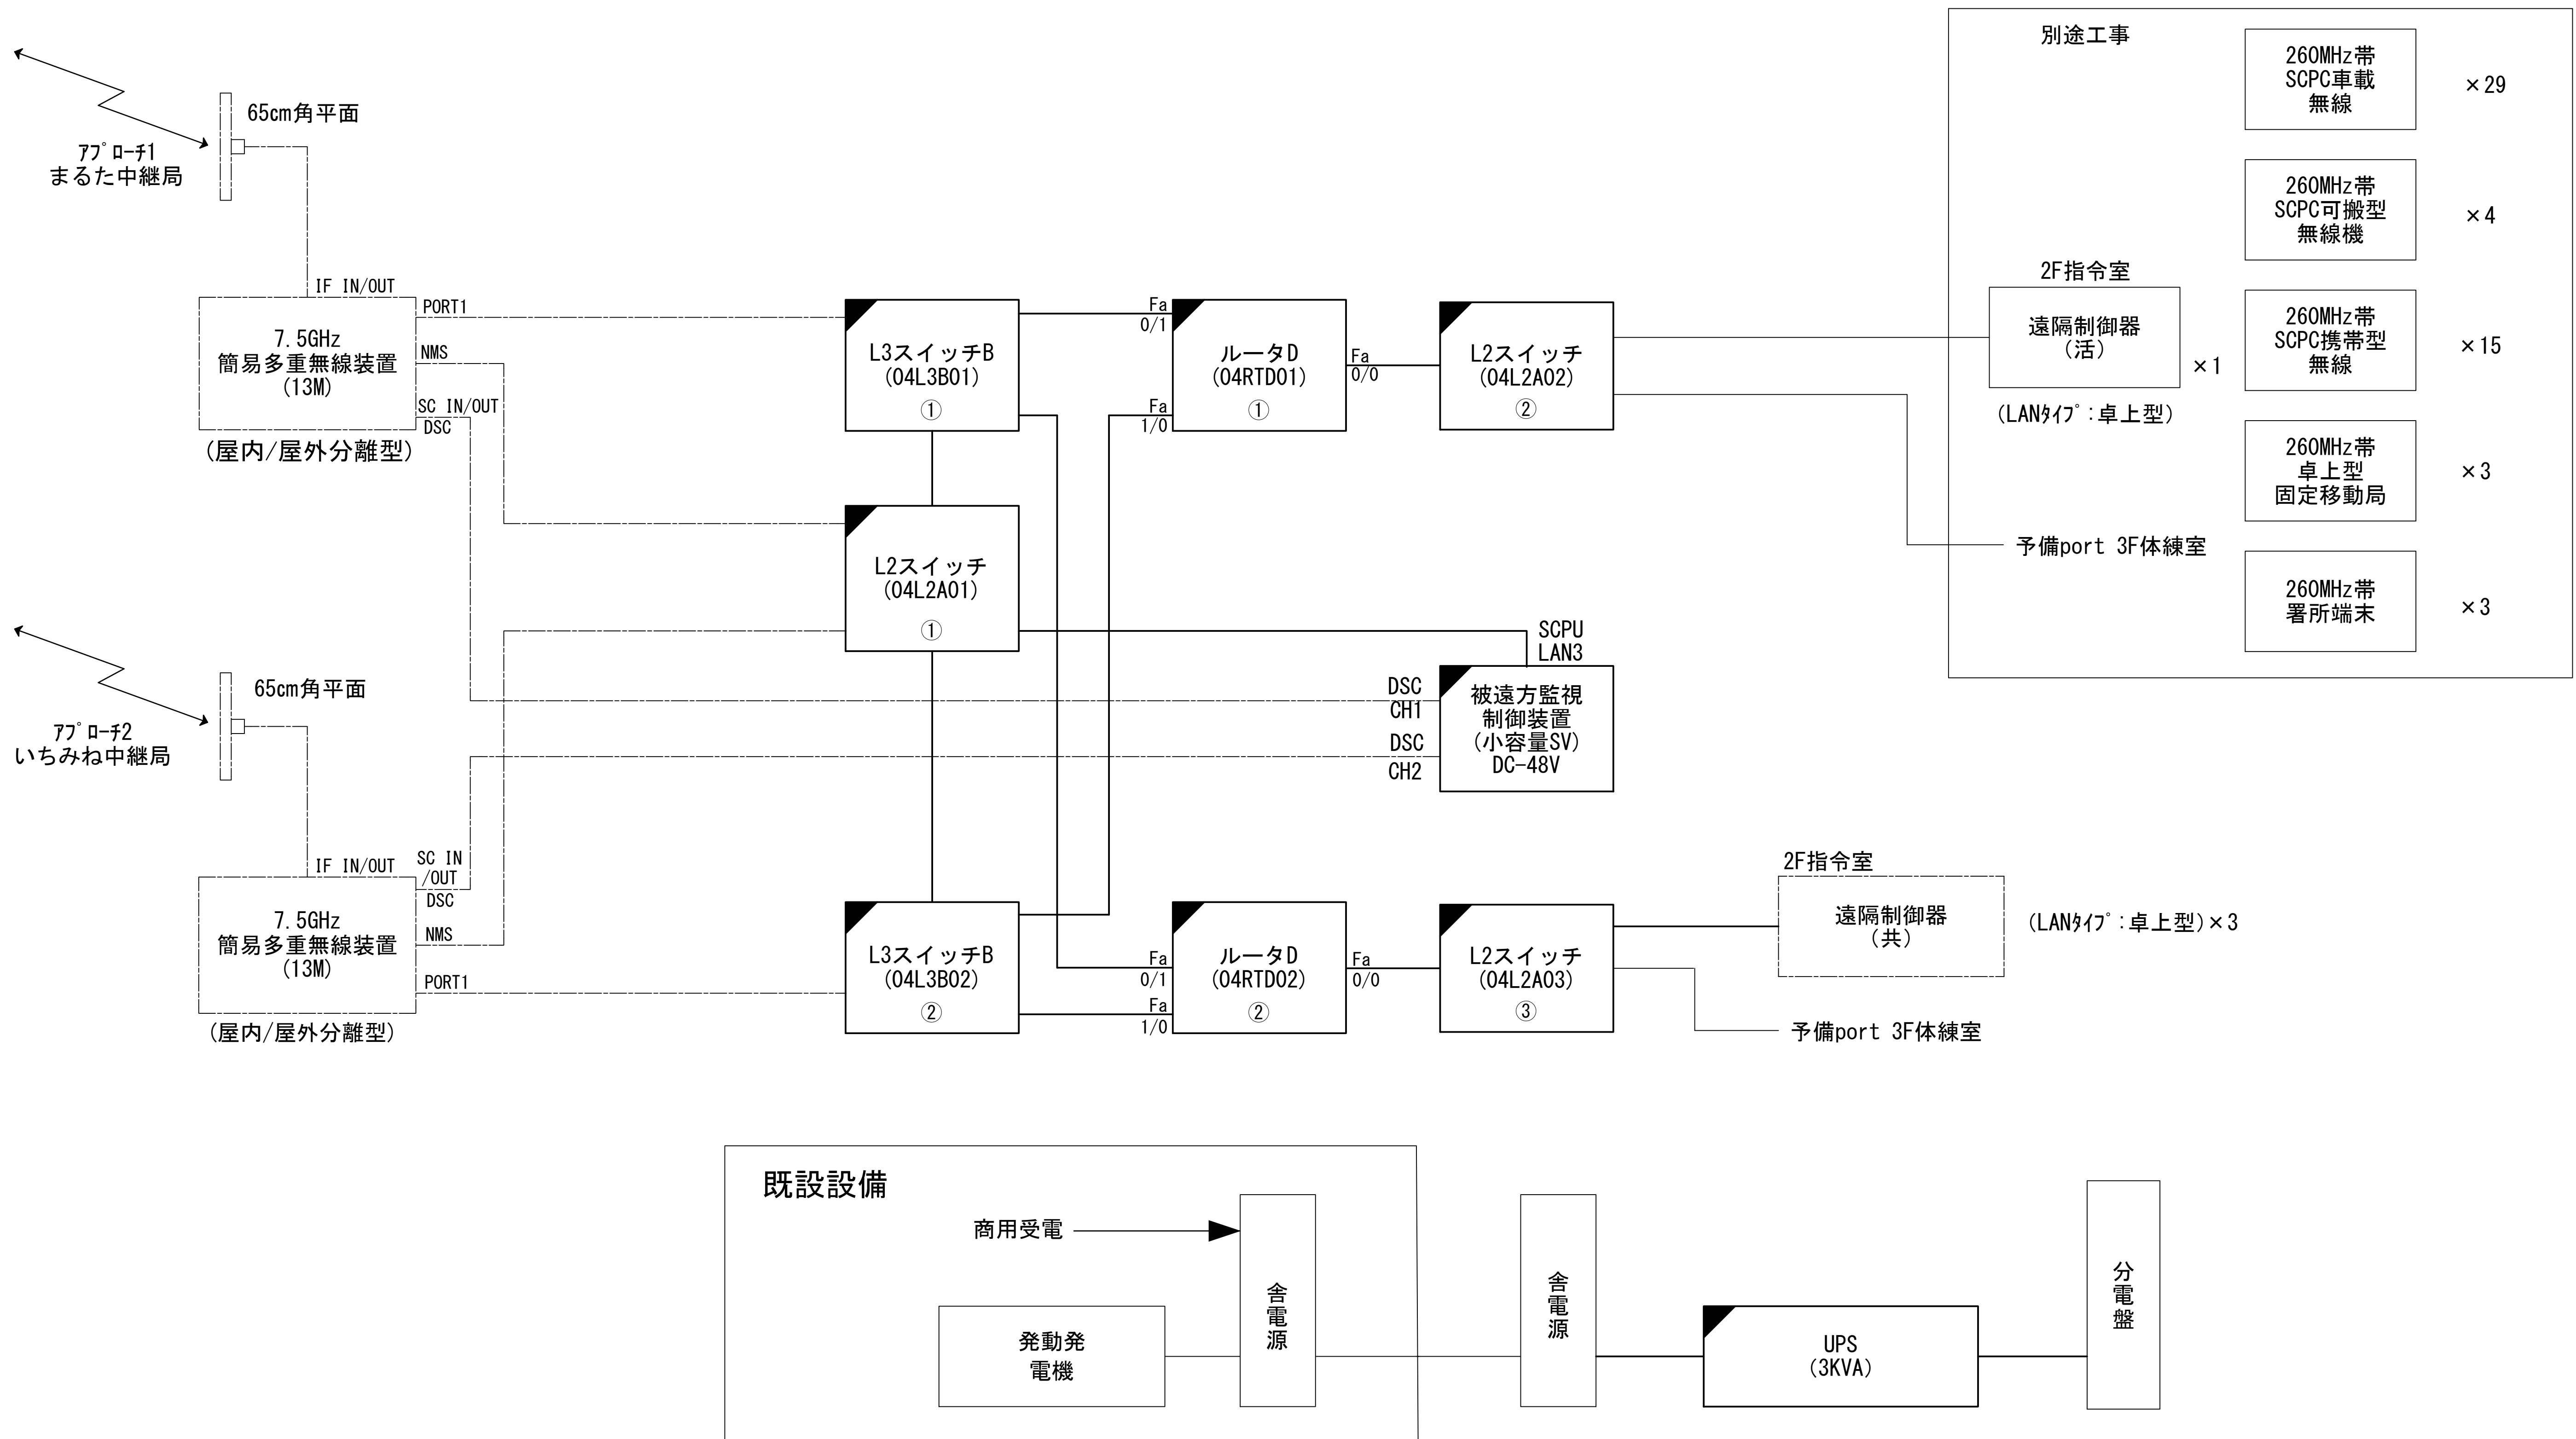 別途工事
260MHz帯
SCPC車載
無線
×29
260MHz帯
SCPC可搬型
無線機
×4
260MHz帯
SCPC携帯型
無線
×15
260MHz帯
卓上型
固定移動局
×3
260MHz帯
署所端末
×3
2F指令室
遠隔制御器
(活)
×1
(LANﾀｲﾌﾟ:卓上型)
予備port 3F体練室
65cm角平面
ｱﾌﾟﾛｰﾁ1
まるた中継局
IF IN/OUT
7.5GHz
簡易多重無線装置
(13M)
(屋内/屋外分離型)
PORT1
NMS
SC IN/OUT
DSC
L3スイッチB
(04L3B01)
①
Fa
0/1
Fa
1/0
ルータD
(04RTD01)
①
Fa
0/0
L2スイッチ
(04L2A02)
②
L2スイッチ
(04L2A01)
①
SCPU
LAN3
DSC
CH1
DSC
CH2
被遠方監視
制御装置
(小容量SV)
DC-48V
65cm角平面
ｱﾌﾟﾛｰﾁ2
いちみね中継局
IF IN/OUT
7.5GHz
簡易多重無線装置
(13M)
(屋内/屋外分離型)
SC IN
/OUT
DSC
NMS
PORT1
L3スイッチB
(04L3B02)
②
Fa
0/1
Fa
1/0
ルータD
(04RTD02)
②
Fa
0/0
L2スイッチ
(04L2A03)
③
2F指令室
遠隔制御器
(共)
(LANﾀｲﾌﾟ:卓上型)×3
予備port 3F体練室
既設設備
商用受電
発動発
電機
舎電源
舎電源
UPS
(3KVA)
分電盤